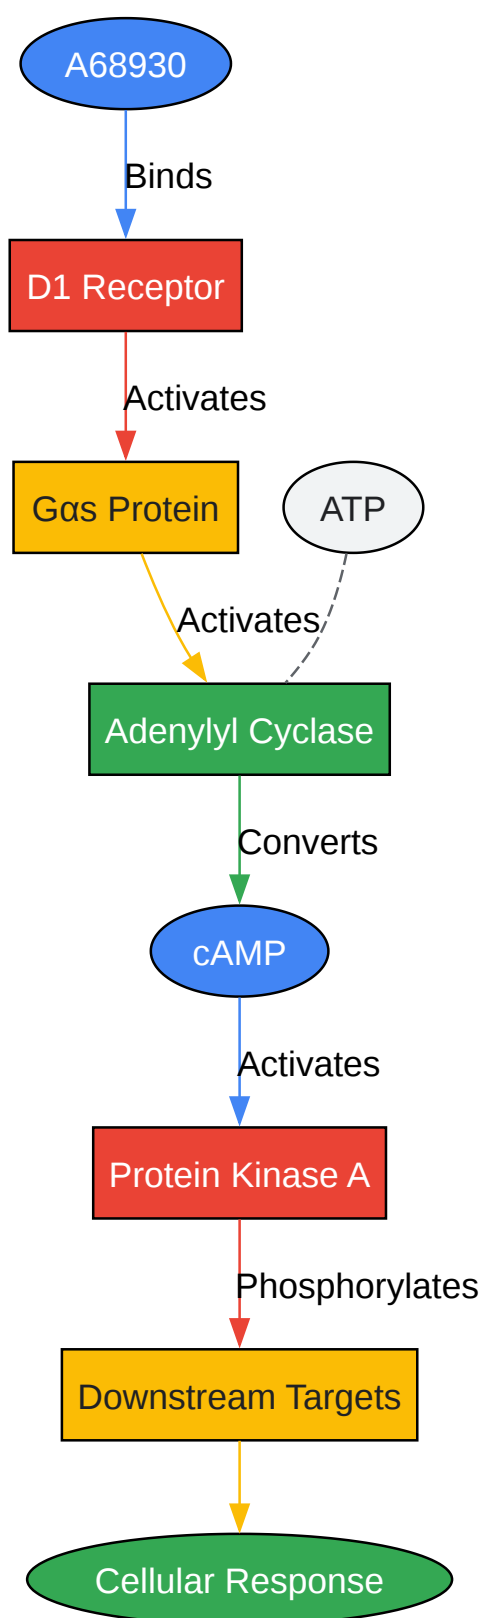 A68930
Binds
D1 Receptor
Activates
Gαs Protein
ATP
Activates
Adenylyl Cyclase
Converts
cAMP
Activates
Protein Kinase A
Phosphorylates
Downstream Targets
Cellular Response